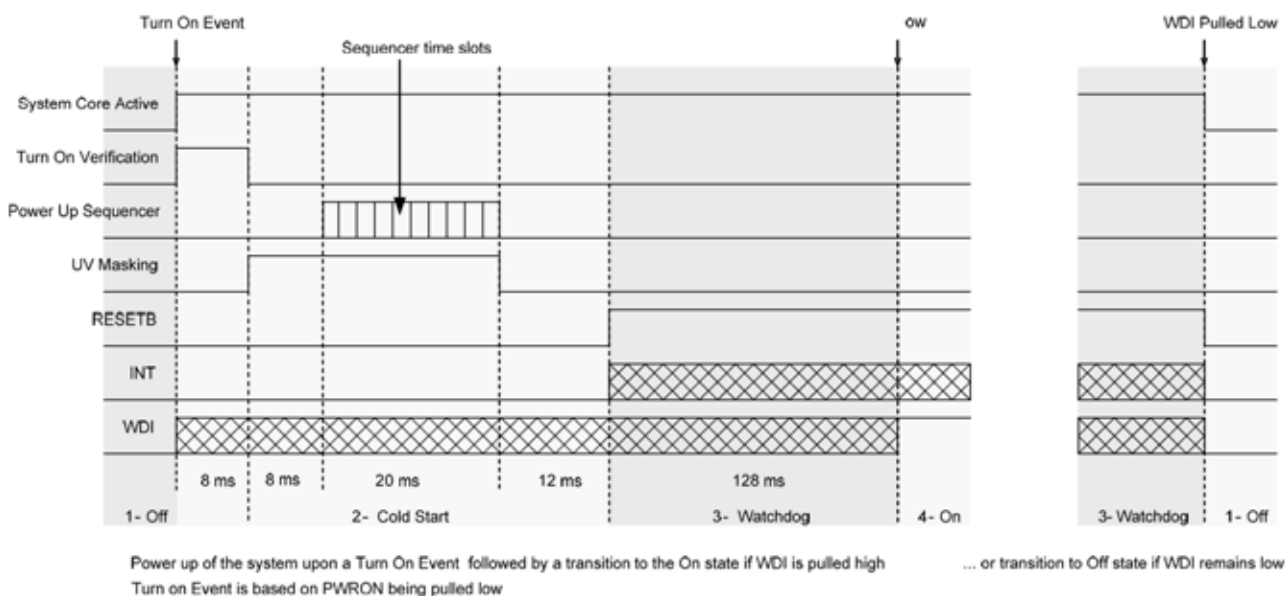 Turn On Event
ow
WDI Pulled Low
Sequencer time slots
System Core Active
Turn On Verification
Power Up Sequencer
UV Masking
RESETB
INT
WDI
8 ms 8 ms 20 ms 12 ms 128 ms
1- Off 2- Cold Start 3- Watchdog 4- On 3- Watchdog 1- Off
Power up of the system upon a Turn On Event followed by a transition to the On state if WDI is pulled high ... or transition to Off state if WDI remains low
Turn on Event is based on PWRON being pulled low